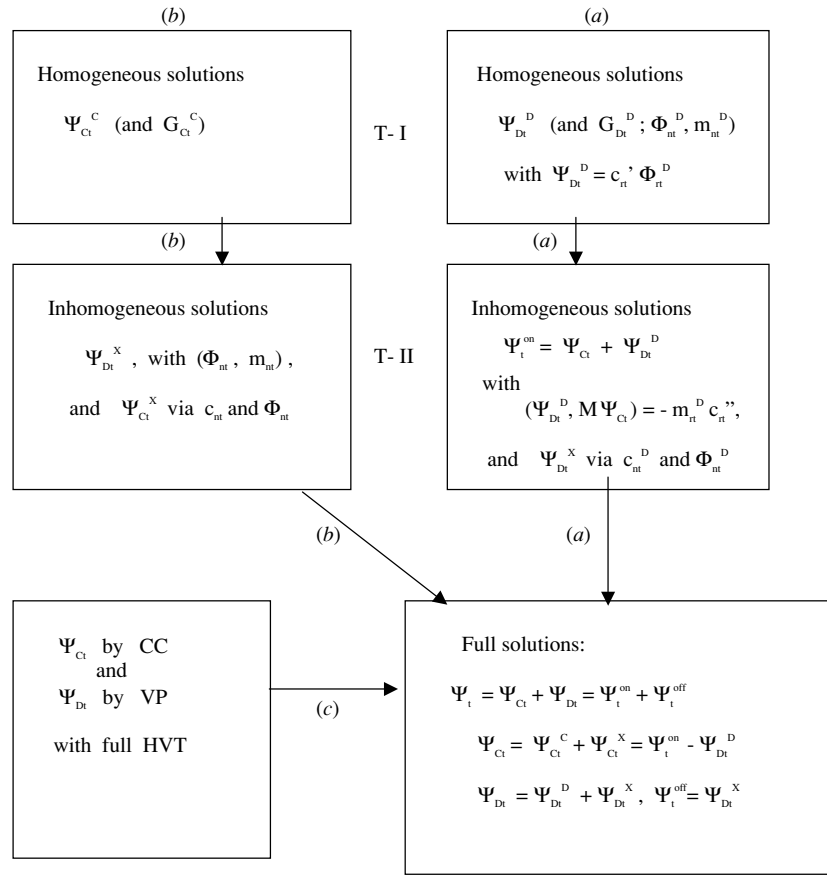 (b)
Homogeneous solutions
Ψ_Ct^C (and G_Ct^C)
T- I
(a)
Homogeneous solutions
Ψ_Dt^D (and G_Dt^D ; Φ_nt^D, m_nt^D)
with Ψ_Dt^D = c_rt’ Φ_rt^D
(b)
Inhomogeneous solutions
Ψ_Dt^X , with (Φ_nt , m_nt) ,
and Ψ_Ct^X via c_nt and Φ_nt
T- II
(a)
Inhomogeneous solutions
Ψ_t^on = Ψ_Ct + Ψ_Dt^D
with
(Ψ_Dt^D, M Ψ_Ct) = - m_rt^D c_rt”,
and Ψ_Dt^X via c_nt^D and Φ_nt^D
(b)
(a)
Ψ_Ct by CC
and
Ψ_Dt by VP
with full HVT
(c)
Full solutions:
Ψ_t = Ψ_Ct + Ψ_Dt = Ψ_t^on + Ψ_t^off
Ψ_Ct = Ψ_Ct^C + Ψ_Ct^X = Ψ_t^on - Ψ_Dt^D
Ψ_Dt = Ψ_Dt^D + Ψ_Dt^X , Ψ_t^off = Ψ_Dt^X